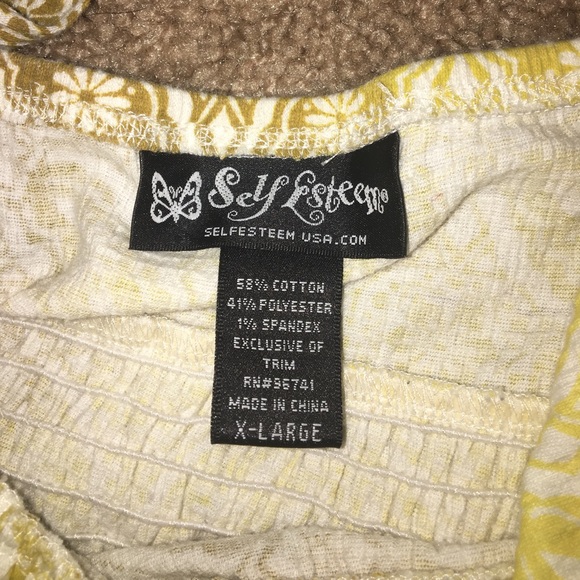 Self Esteem®
SELFESTEEM USA.COM
58% COTTON
41% POLYESTER
1% SPANDEX
EXCLUSIVE OF
TRIM
RN#96741
MADE IN CHINA
X-LARGE